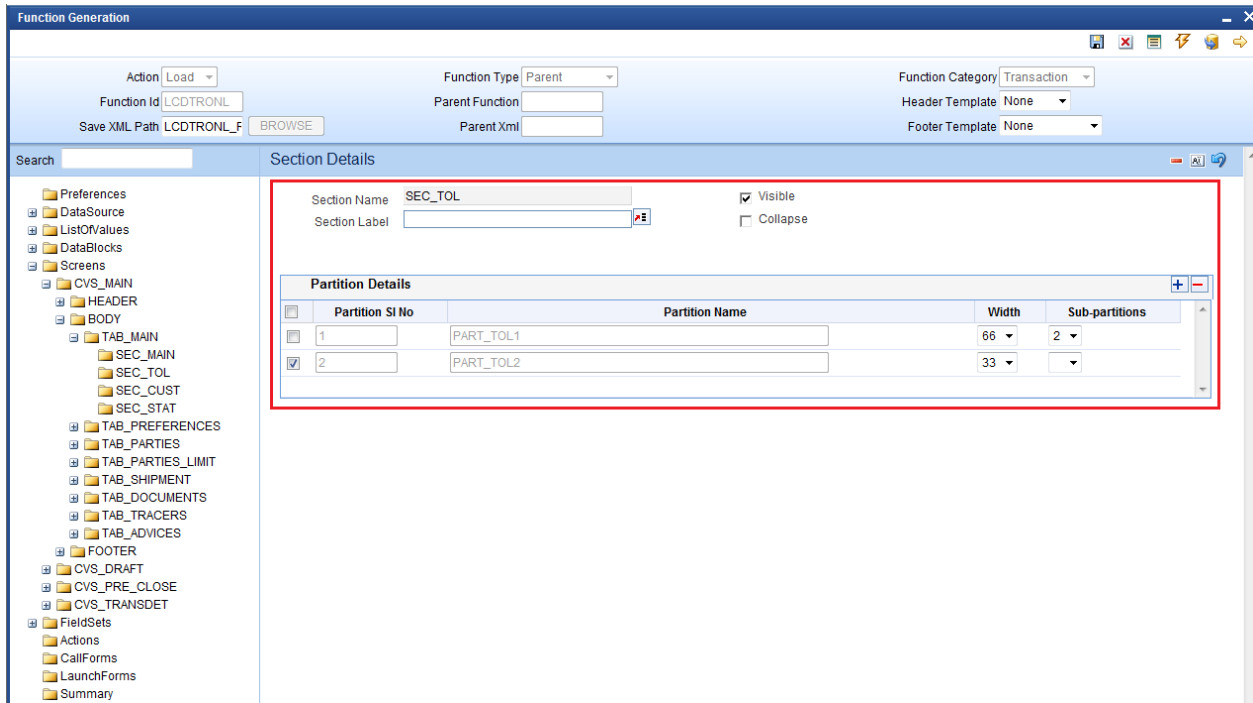 Function Generation
Action Load Function Type Parent Function Category Transaction
Function Id LCDTRONL Parent Function Header Template None
Save XML Path LCDTRONL_F BROWSE Parent Xml Footer Template None
Search Section Details
Preferences
DataSource
ListOfValues
DataBlocks
Screens
CVS_MAIN
HEADER
BODY
TAB_MAIN
SEC_MAIN
SEC_TOL
SEC_CUST
SEC_STAT
TAB_PREFERENCES
TAB_PARTIES
TAB_PARTIES_LIMIT
TAB_SHIPMENT
TAB_DOCUMENTS
TAB_TRACERS
TAB_ADVICES
FOOTER
CVS_DRAFT
CVS_PRE_CLOSE
CVS_TRANSDET
FieldSets
Actions
CallForms
LaunchForms
Summary
Section Name SEC_TOL Visible
Section Label Collapse
Partition Details
Partition Sl No Partition Name Width Sub-partitions
1 PART_TOL1 66 2
2 PART_TOL2 33